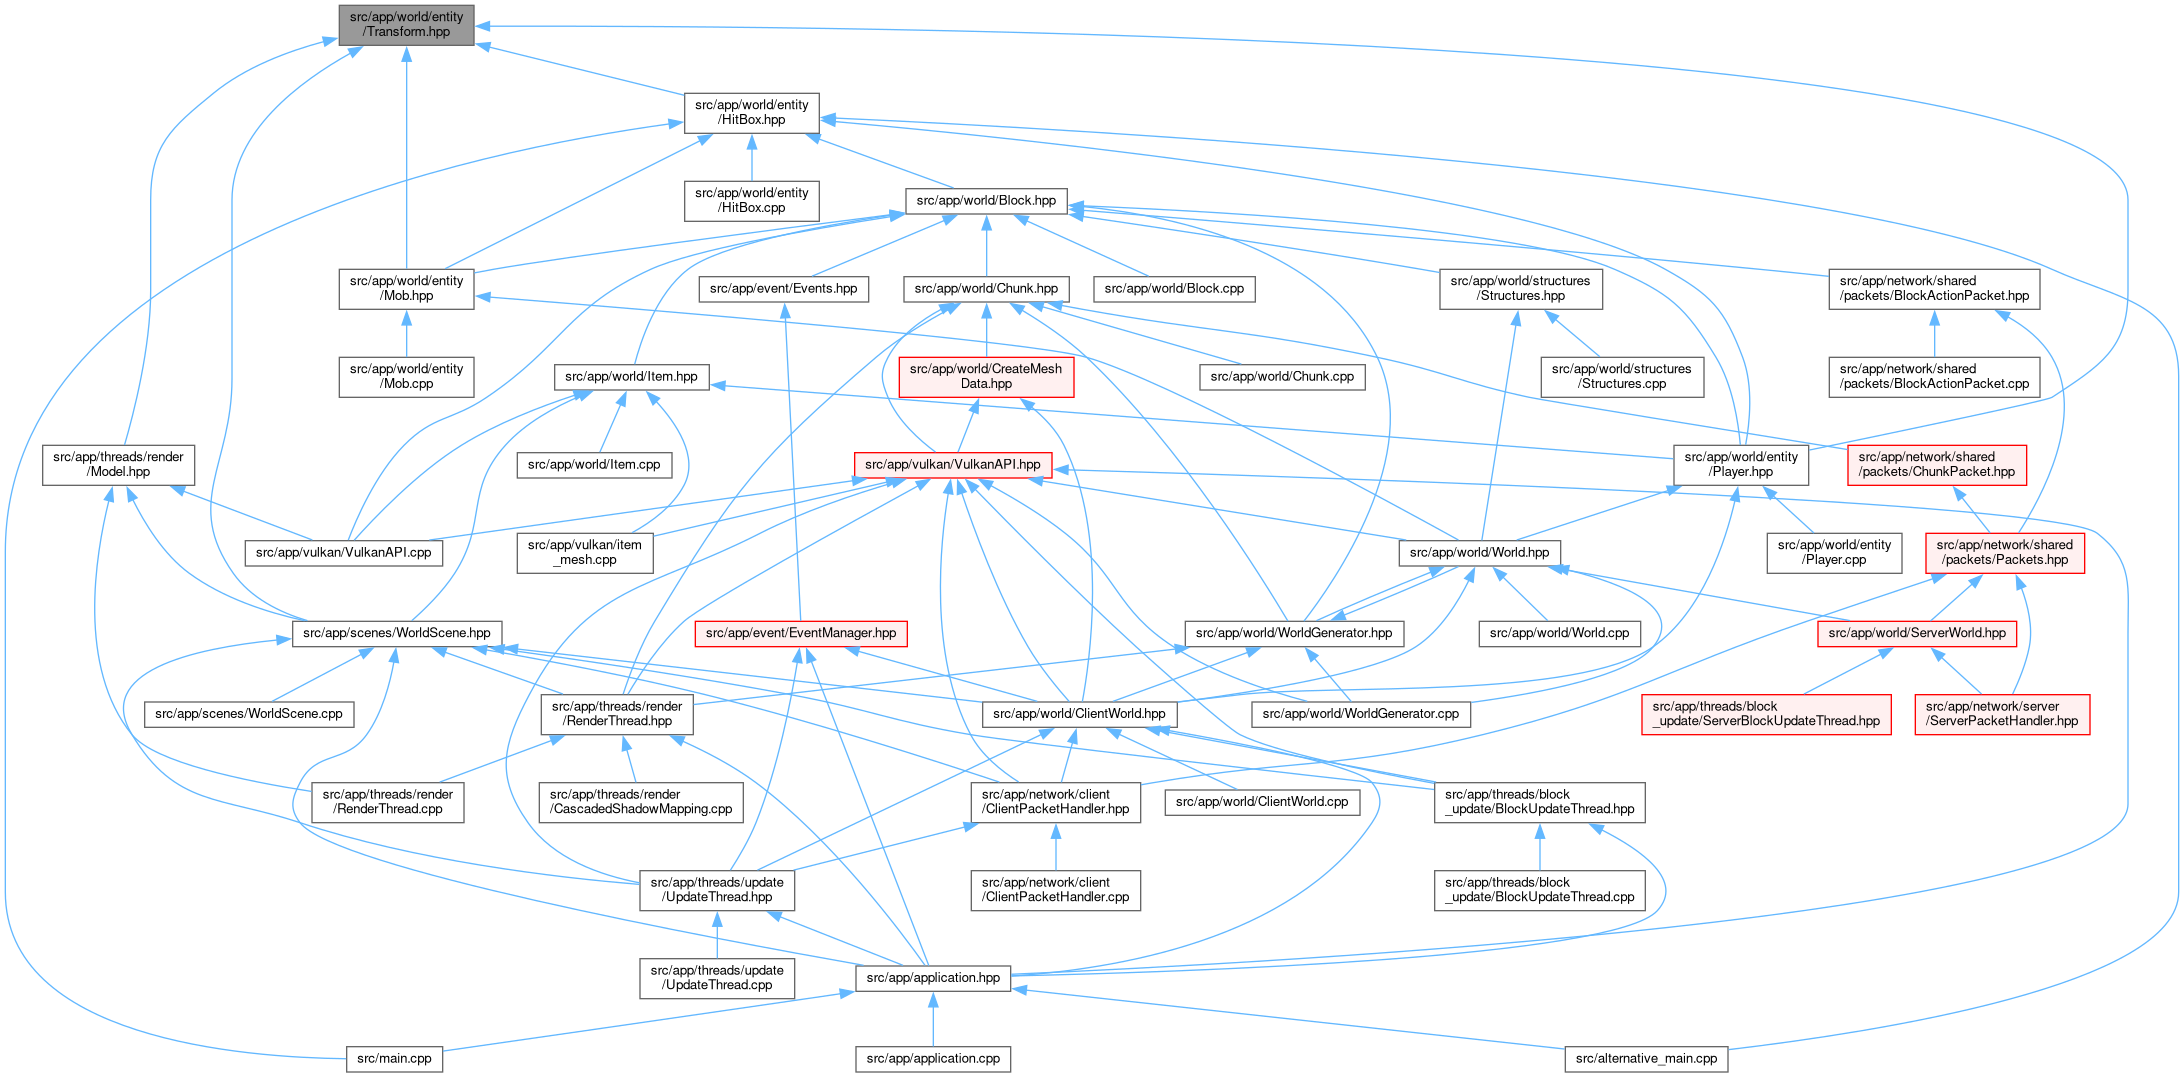 src/app/world/entity
/Transform.hpp
src/app/world/entity
/HitBox.hpp
src/app/world/entity
/HitBox.cpp
src/app/world/Block.hpp
src/app/world/entity
/Mob.hpp
src/app/event/Events.hpp
src/app/world/Chunk.hpp
src/app/world/Block.cpp
src/app/world/structures
/Structures.hpp
src/app/network/shared
/packets/BlockActionPacket.hpp
src/app/world/entity
/Mob.cpp
src/app/world/Item.hpp
src/app/world/CreateMesh
Data.hpp
src/app/world/Chunk.cpp
src/app/world/structures
/Structures.cpp
src/app/network/shared
/packets/BlockActionPacket.cpp
src/app/threads/render
/Model.hpp
src/app/world/Item.cpp
src/app/vulkan/VulkanAPI.hpp
src/app/world/entity
/Player.hpp
src/app/network/shared
/packets/ChunkPacket.hpp
src/app/vulkan/VulkanAPI.cpp
src/app/vulkan/item
_mesh.cpp
src/app/world/World.hpp
src/app/world/entity
/Player.cpp
src/app/network/shared
/packets/Packets.hpp
src/app/scenes/WorldScene.hpp
src/app/event/EventManager.hpp
src/app/world/WorldGenerator.hpp
src/app/world/World.cpp
src/app/world/ServerWorld.hpp
src/app/scenes/WorldScene.cpp
src/app/threads/render
/RenderThread.hpp
src/app/world/ClientWorld.hpp
src/app/world/WorldGenerator.cpp
src/app/threads/block
_update/ServerBlockUpdateThread.hpp
src/app/network/server
/ServerPacketHandler.hpp
src/app/threads/render
/RenderThread.cpp
src/app/threads/render
/CascadedShadowMapping.cpp
src/app/network/client
/ClientPacketHandler.hpp
src/app/world/ClientWorld.cpp
src/app/threads/block
_update/BlockUpdateThread.hpp
src/app/threads/update
/UpdateThread.hpp
src/app/network/client
/ClientPacketHandler.cpp
src/app/threads/block
_update/BlockUpdateThread.cpp
src/app/threads/update
/UpdateThread.cpp
src/app/application.hpp
src/main.cpp
src/app/application.cpp
src/alternative_main.cpp